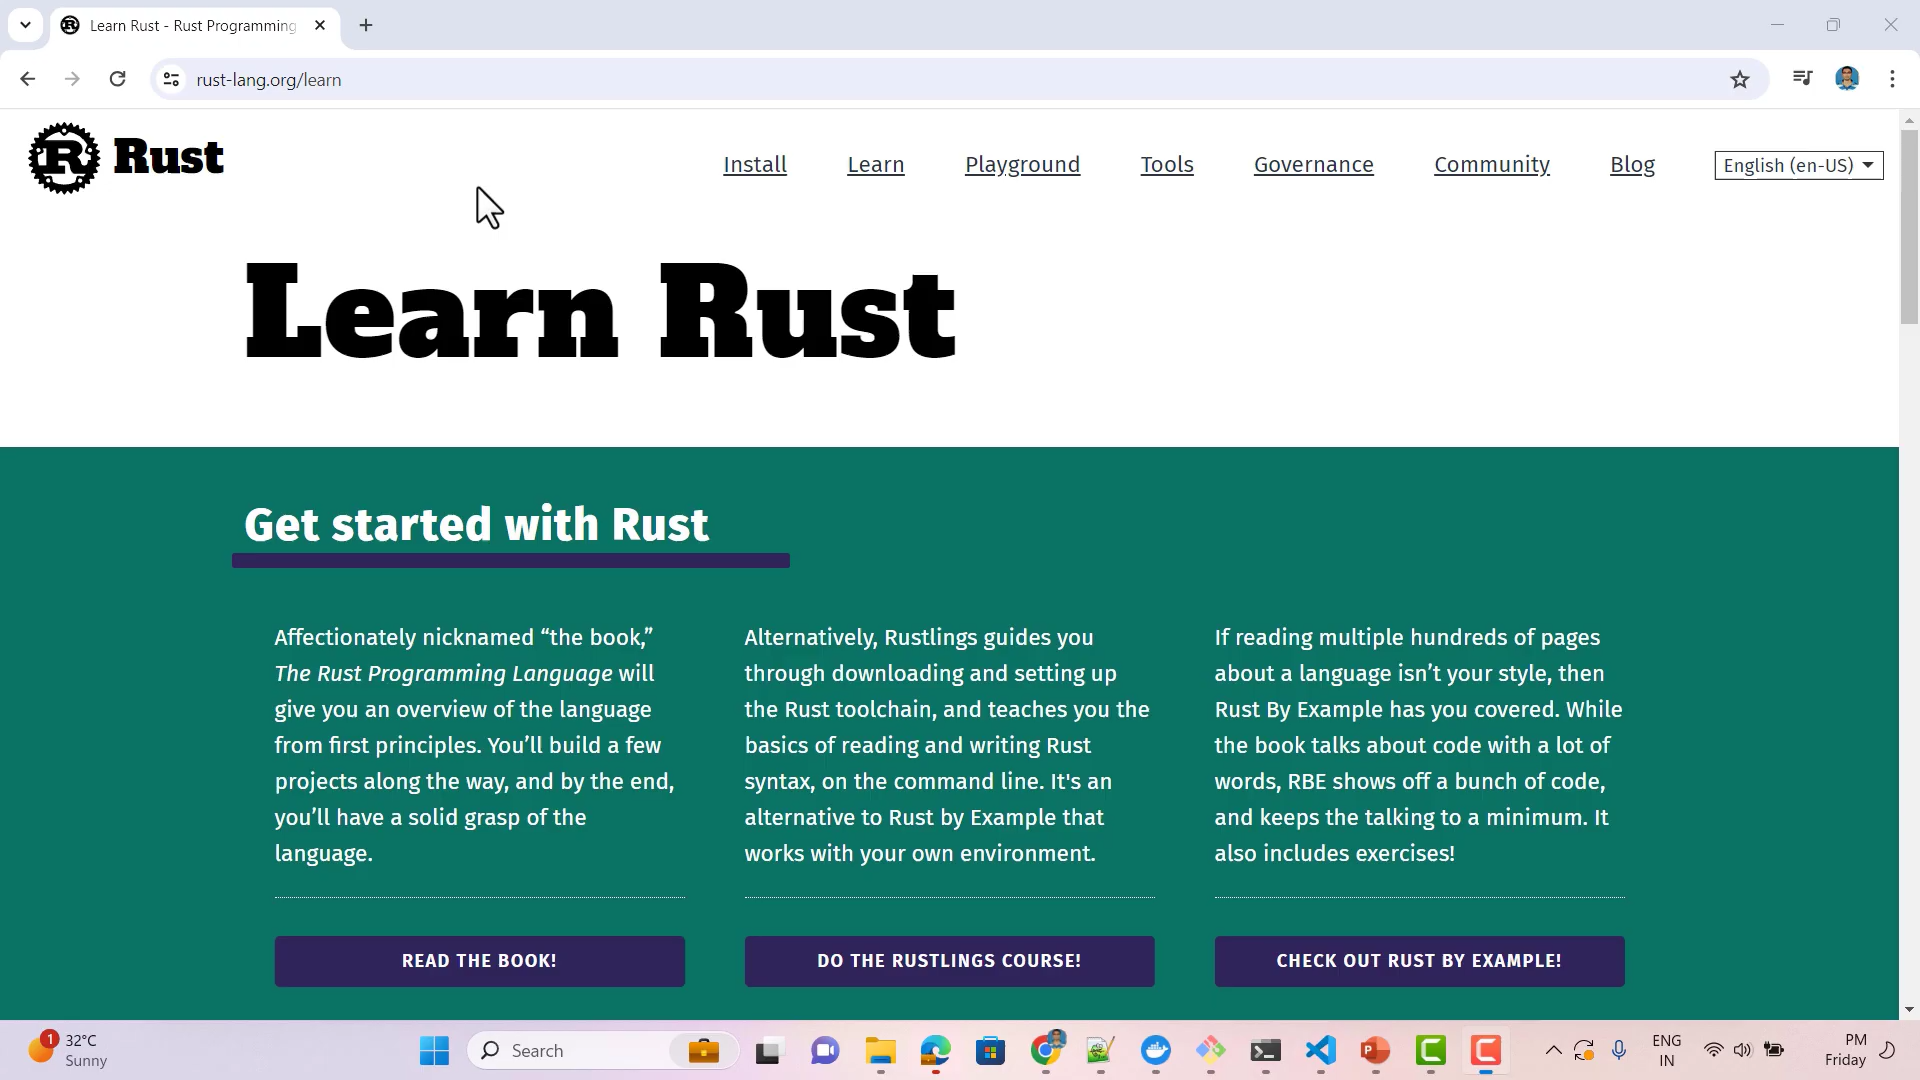 Learn Rust - Rust Programming
rust-lang.org/learn
Rust
Install
Learn
Playground
Tools
Governance
Community
Blog
English (en-US)
Learn Rust
Get started with Rust
Affectionately nicknamed “the book,”
The Rust Programming Language will
give you an overview of the language
from first principles. You’ll build a few
projects along the way, and by the end,
you’ll have a solid grasp of the
language.
READ THE BOOK!
Alternatively, Rustlings guides you
through downloading and setting up
the Rust toolchain, and teaches you the
basics of reading and writing Rust
syntax, on the command line. It's an
alternative to Rust by Example that
works with your own environment.
DO THE RUSTLINGS COURSE!
If reading multiple hundreds of pages
about a language isn’t your style, then
Rust By Example has you covered. While
the book talks about code with a lot of
words, RBE shows off a bunch of code,
and keeps the talking to a minimum. It
also includes exercises!
CHECK OUT RUST BY EXAMPLE!
1
32°C
Sunny
Search
ENG
IN
PM
Friday